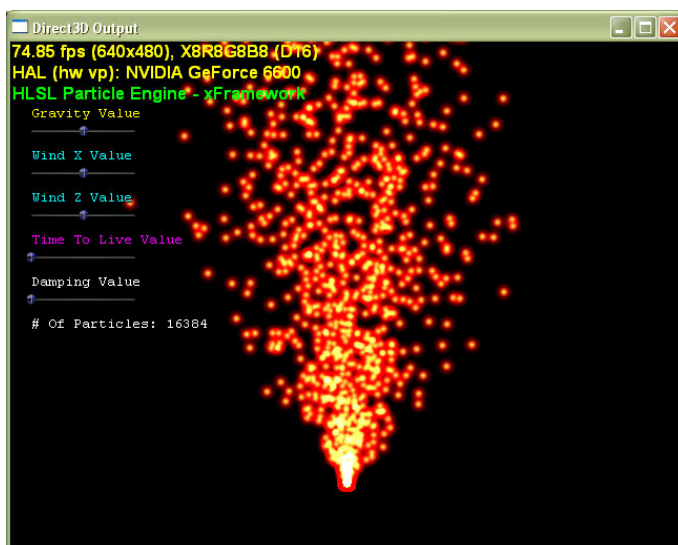 Direct3D Output
74.85 fps (640x480), X8R8G8B8 (D16)
HAL (hw vp): NVIDIA GeForce 6600
HLSL Particle Engine - xFramework
Gravity Value
Wind X Value
Wind Z Value
Time To Live Value
Damping Value
# Of Particles: 16384